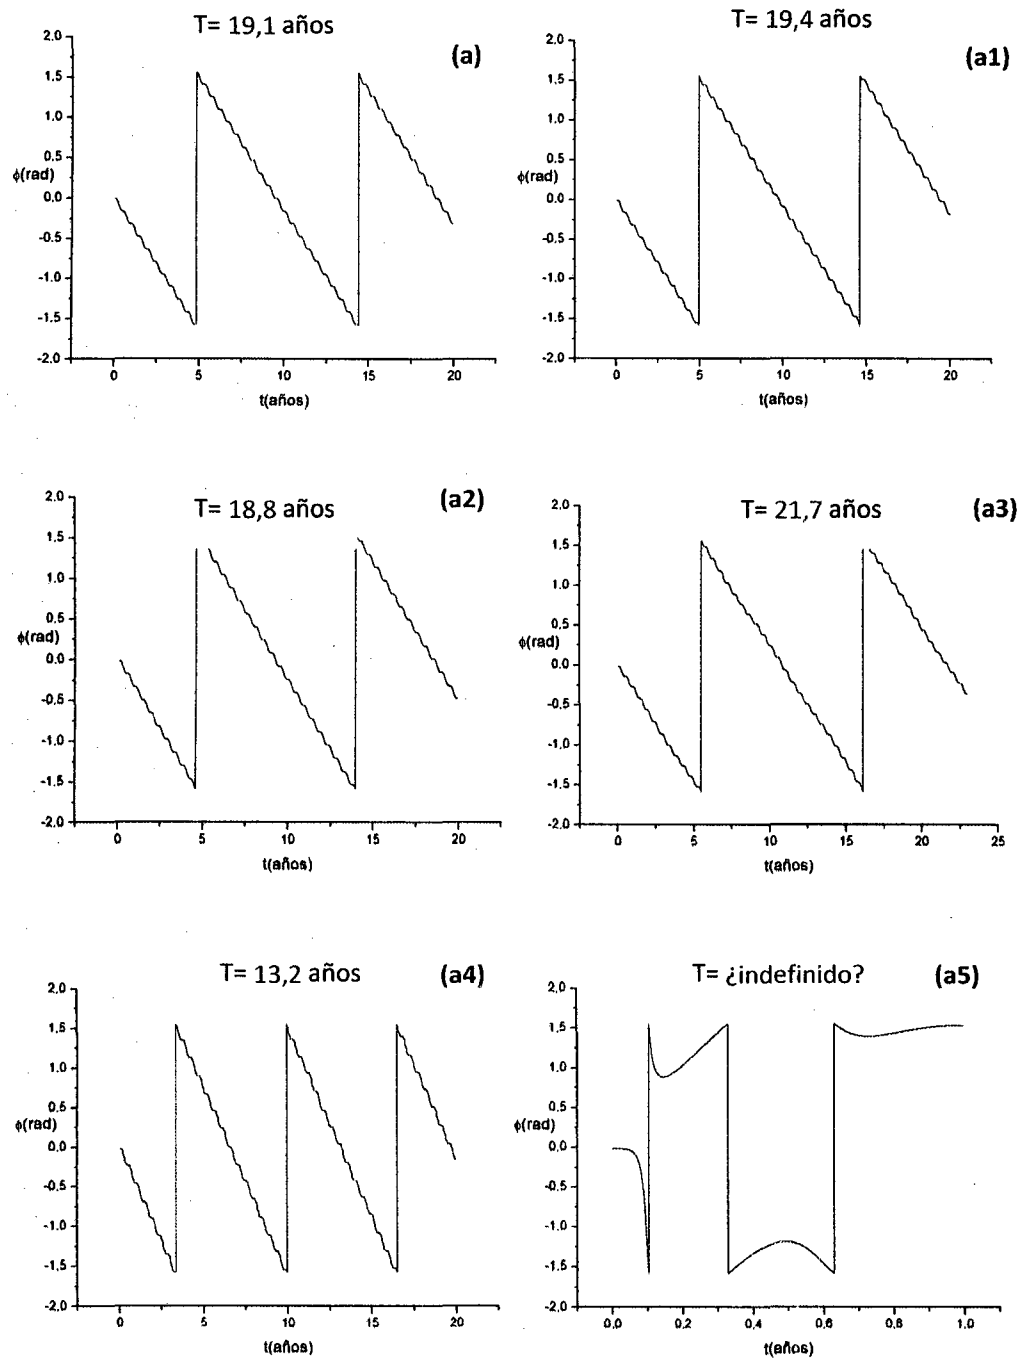 T= 19,1 años
(a)
2.0
1.5
1.0
0.5
ϕ(rad)
0.0
-0.5
-1.0
-1.5
-2.0
0 5 10 15 20
t(años)
T= 19,4 años
(a1)
2.0
1.5
1.0
0.5
ϕ(rad)
0.0
-0.5
-1.0
-1.5
-2.0
0 5 10 15 20
t(años)
T= 18,8 años
(a2)
2.0
1.5
1.0
0.5
ϕ(rad)
0.0
-0.5
-1.0
-1.5
-2.0
0 5 10 15 20
t(años)
T= 21,7 años
(a3)
2.0
1.5
1.0
0.5
ϕ(rad)
0.0
-0.5
-1.0
-1.5
-2.0
0 5 10 15 20 25
t(años)
T= 13,2 años
(a4)
2.0
1.5
1.0
0.5
ϕ(rad)
0.0
-0.5
-1.0
-1.5
-2.0
0 5 10 15 20
t(años)
T= ¿indefinido?
(a5)
2.0
1.5
1.0
0.5
ϕ(rad)
0.0
-0.5
-1.0
-1.5
-2.0
0,0 0,2 0,4 0,6 0,8 1,0
t(años)